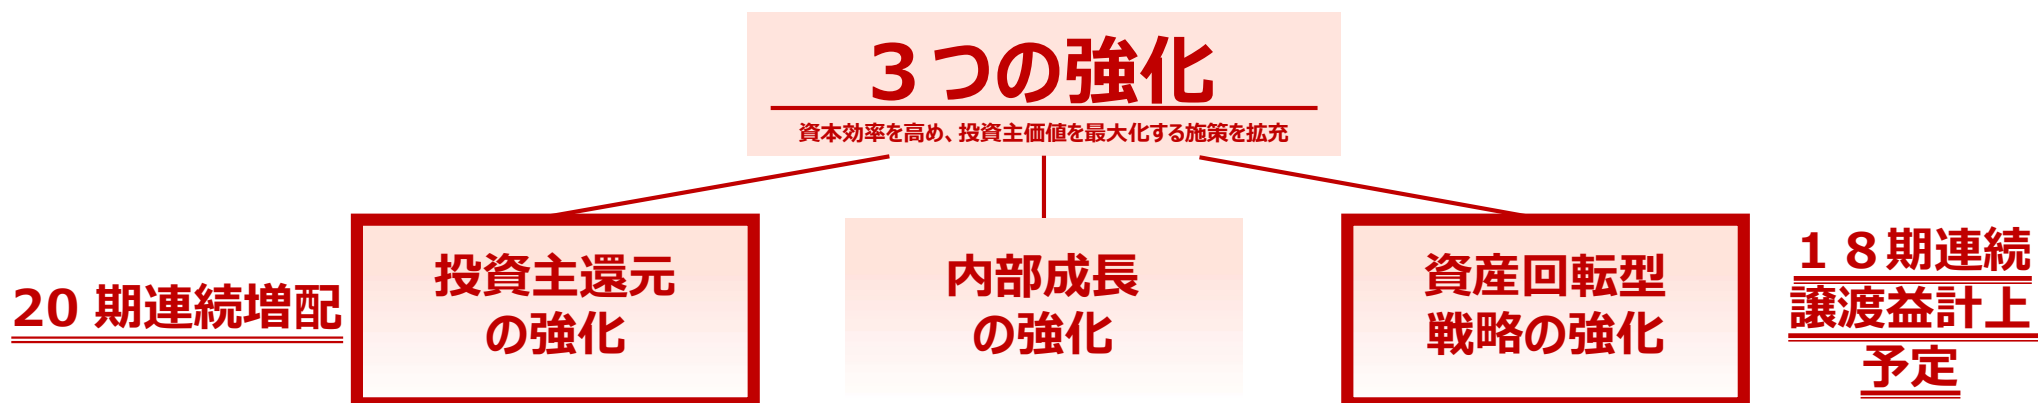 ３つの強化
資本効率を高め、投資主価値を最大化する施策を拡充
20 期連続増配
投資主還元
の強化
内部成長
の強化
資産回転型
戦略の強化
１８期連続
譲渡益計上
予定